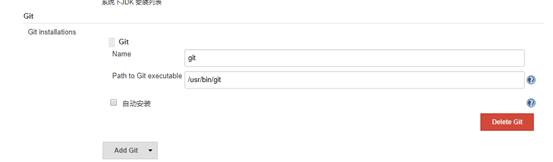 系统下JDK 安装列表
Git
Git installations
Git
Name
git
Path to Git executable
/usr/bin/git
自动安装
Delete Git
Add Git